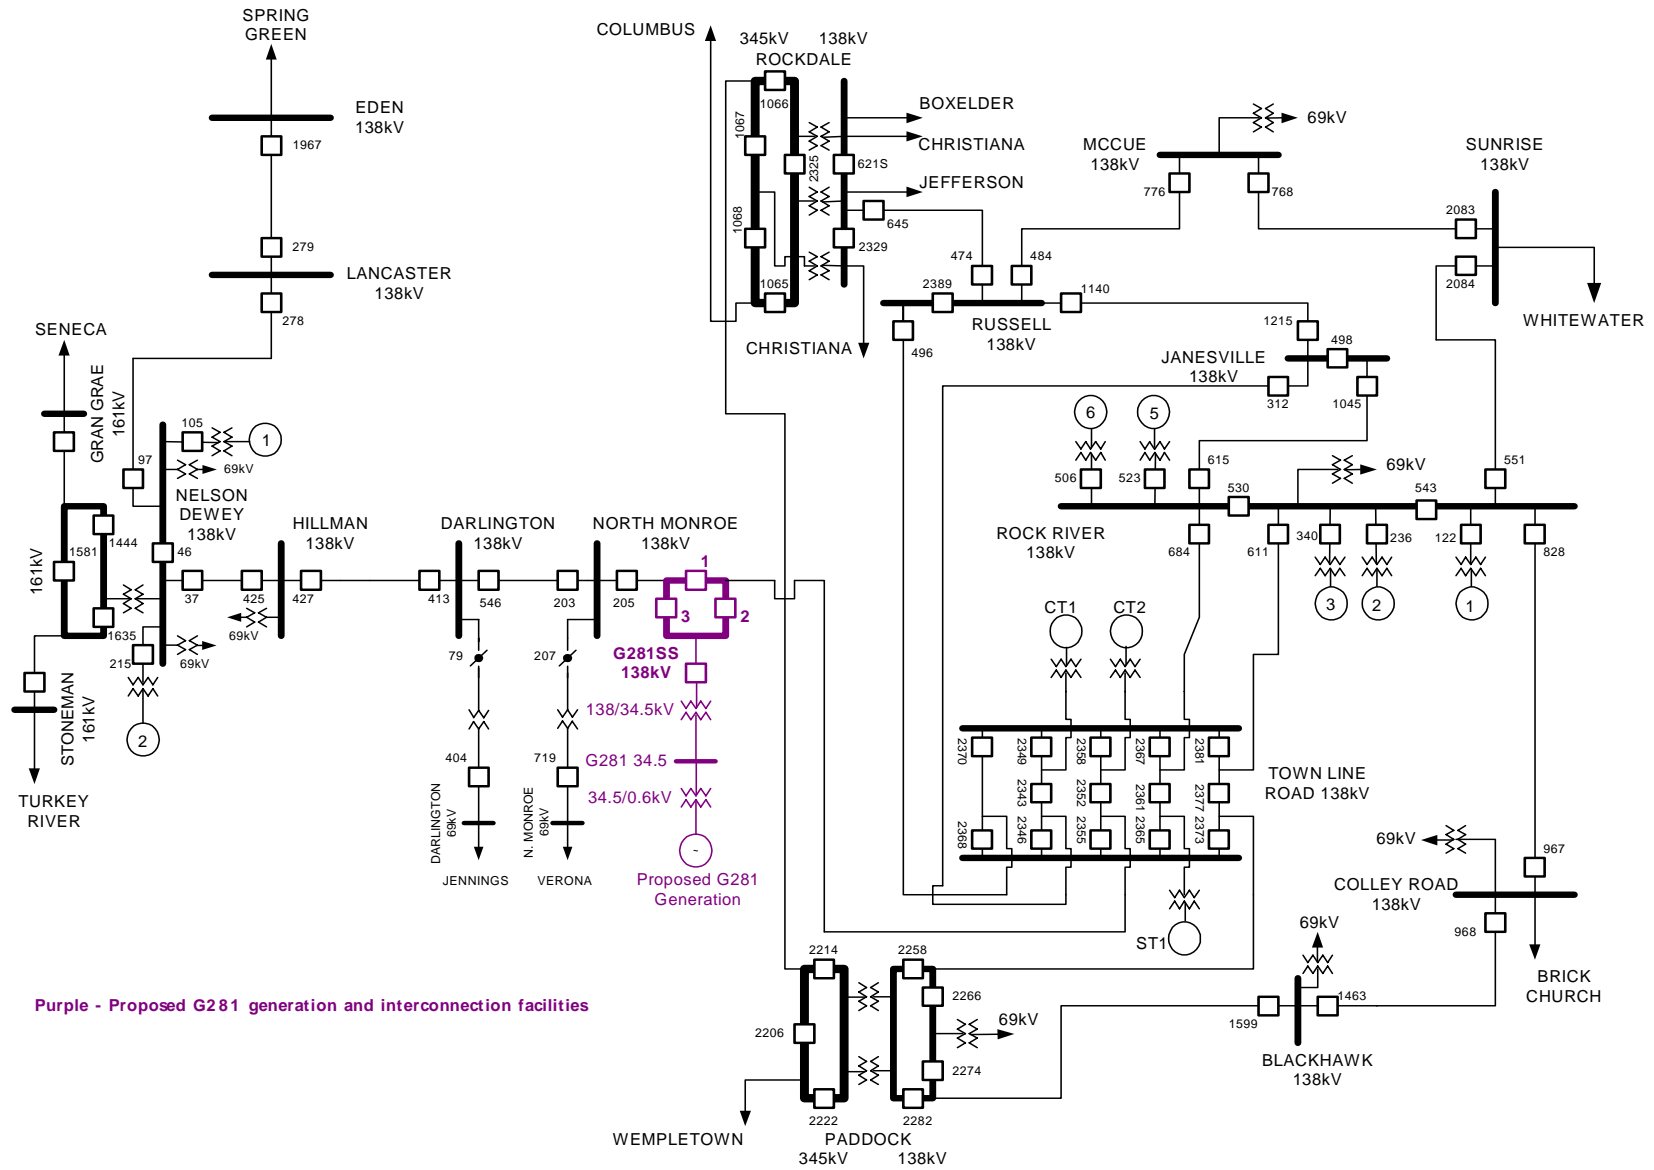 SPRING
GREEN
EDEN
138kV
1967
279
LANCASTER
138kV
278
SENECA
GRAN GRAE
161kV
105
1
97
69kV
NELSON
DEWEY
138kV
1444
1581
161kV
46
37
1635
215
69kV
2
STONEMAN
161kV
TURKEY
RIVER
HILLMAN
138kV
425
427
69kV
DARLINGTON
138kV
413
546
79
404
DARLINGTON
69kV
JENNINGS
NORTH MONROE
138kV
203
205
207
719
N. MONROE
69kV
VERONA
1
3
2
G281SS
138kV
138/34.5kV
G281 34.5
34.5/0.6kV
~
Proposed G281
Generation
Purple - Proposed G281 generation and interconnection facilities
COLUMBUS
345kV
138kV
ROCKDALE
1066
1067
2325
621S
1068
2329
1065
645
BOXELDER
CHRISTIANA
JEFFERSON
CHRISTIANA
MCCUE
138kV
69kV
776
768
SUNRISE
138kV
2083
2084
WHITEWATER
474
484
2389
1140
496
RUSSELL
138kV
1215
498
JANESVILLE
138kV
312
1045
6
5
506
523
615
530
69kV
543
551
ROCK RIVER
138kV
684
611
340
236
122
828
3
2
1
CT1
CT2
2370
2349
2358
2367
2381
2343
2352
2361
2377
2368
2346
2355
2365
2373
TOWN LINE
ROAD 138kV
ST1
69kV
967
COLLEY ROAD
138kV
968
BRICK
CHURCH
69kV
1463
1599
BLACKHAWK
138kV
2214
2258
2266
2206
69kV
2274
2222
2282
WEMPLETOWN
PADDOCK
345kV
138kV